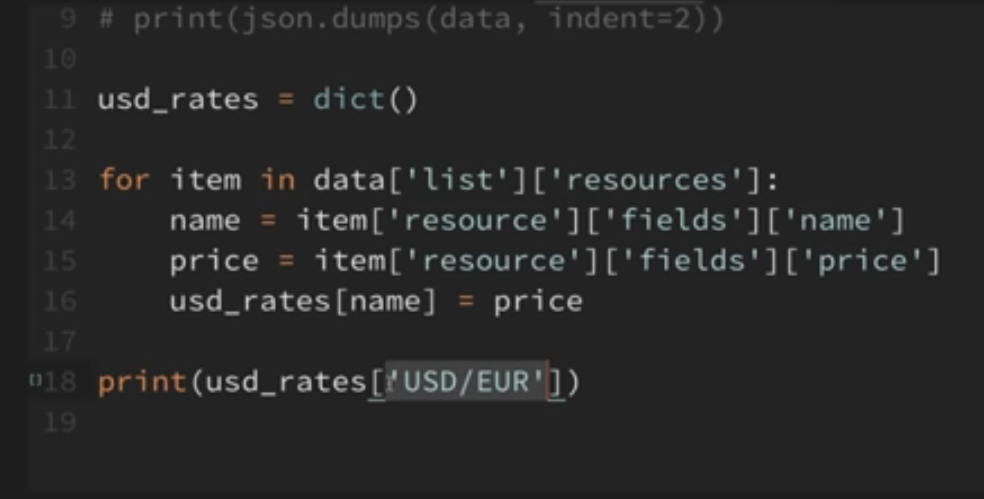 9 # print(json.dumps(data, indent=2))
10
11 usd_rates = dict()
12
13 for item in data['list']['resources']:
14     name = item['resource']['fields']['name']
15     price = item['resource']['fields']['price']
16     usd_rates[name] = price
17
18 print(usd_rates['USD/EUR'])
19